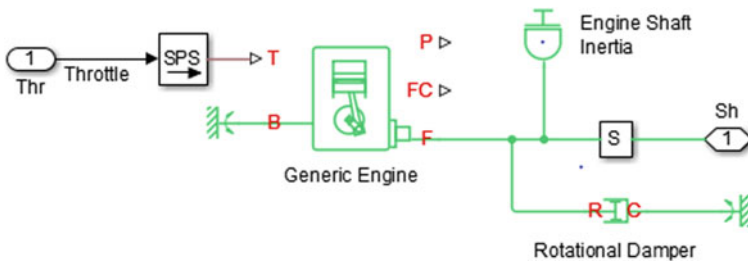 Engine Shaft
Inertia
1
Thr
Throttle
SPS
T
P
FC
B
F
Generic Engine
S
Sh
1
R
C
Rotational Damper